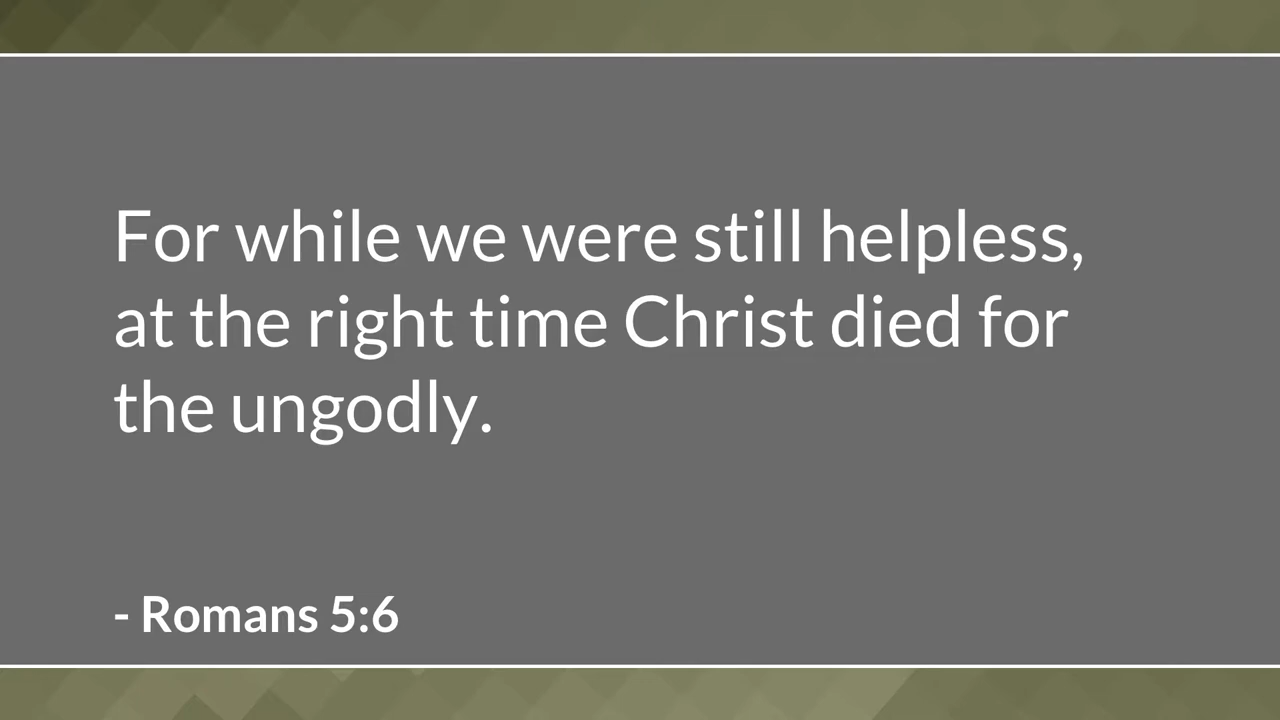 For while we were still helpless,
at the right time Christ died for
the ungodly.
- Romans 5:6